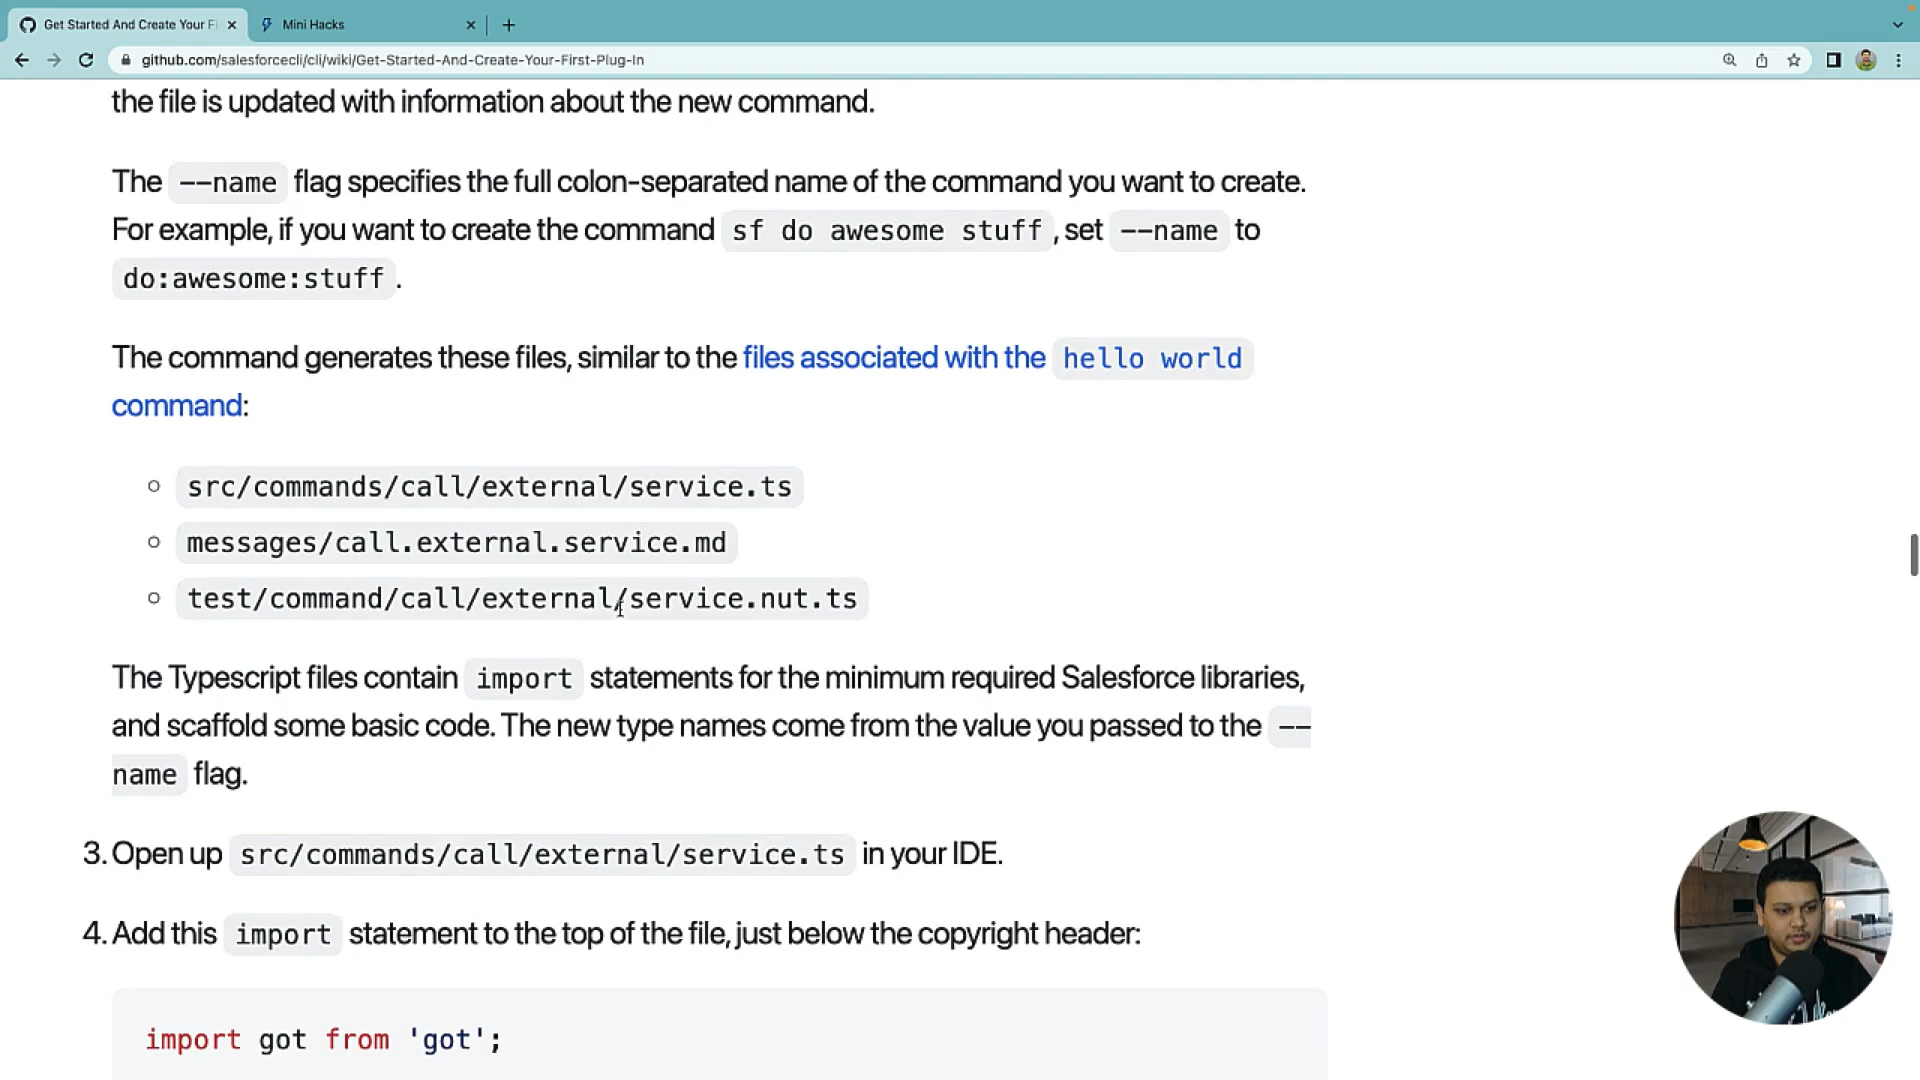 Get Started And Create Your Fi
Mini Hacks
github.com/salesforcecli/cli/wiki/Get-Started-And-Create-Your-First-Plug-In
the file is updated with information about the new command.
The --name flag specifies the full colon-separated name of the command you want to create.
For example, if you want to create the command sf do awesome stuff, set --name to
do:awesome:stuff.
The command generates these files, similar to the files associated with the hello world
command:
src/commands/call/external/service.ts
messages/call.external.service.md
test/command/call/external/service.nut.ts
The Typescript files contain import statements for the minimum required Salesforce libraries,
and scaffold some basic code. The new type names come from the value you passed to the --
name flag.
3. Open up src/commands/call/external/service.ts in your IDE.
4. Add this import statement to the top of the file, just below the copyright header:
import got from 'got';